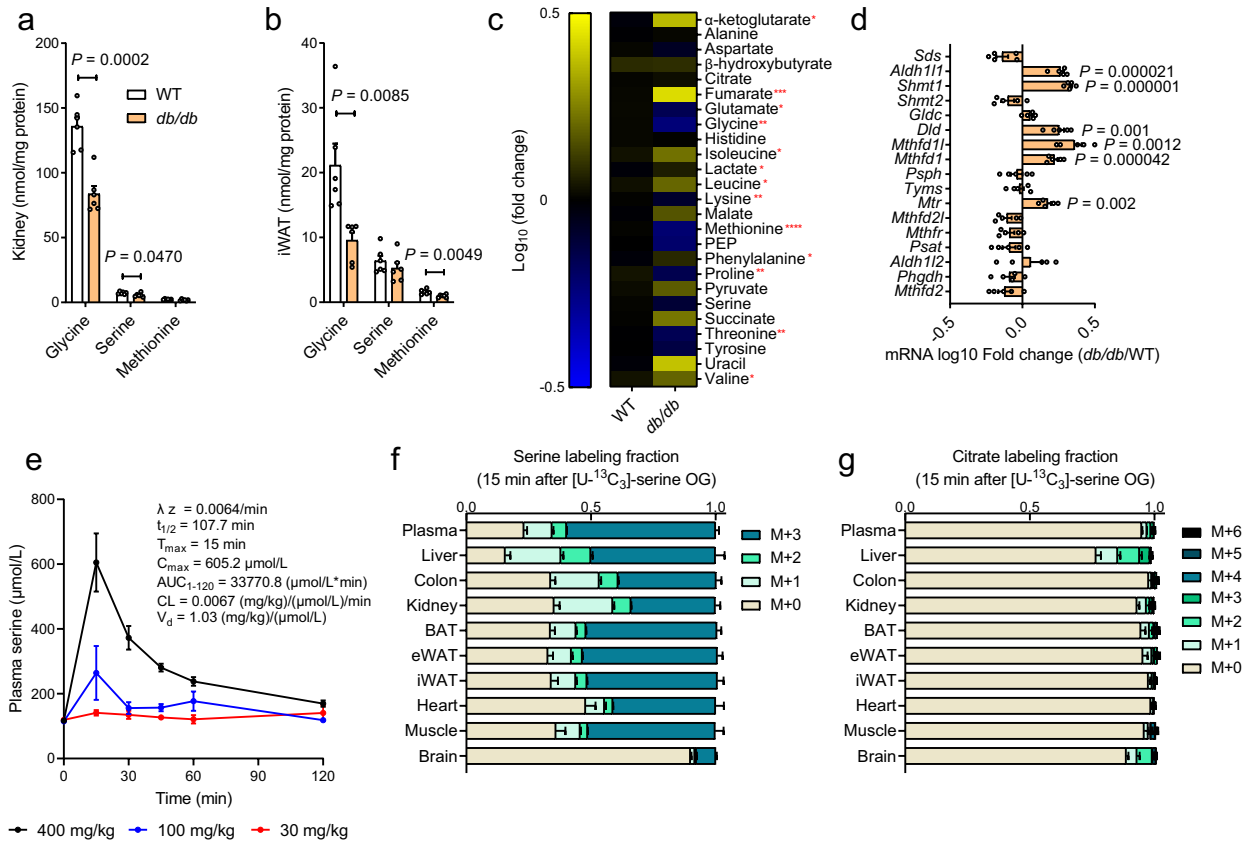 a
Kidney (nmol/mg protein)
200
150
100
50
0
P = 0.0002
WT
db/db
P = 0.0470
Glycine
Serine
Methionine
b
iWAT (nmol/mg protein)
40
30
20
10
0
P = 0.0085
P = 0.0049
Glycine
Serine
Methionine
c
Log10 (fold change)
0.5
0
-0.5
α-ketoglutarate*
Alanine
Aspartate
β-hydroxybutyrate
Citrate
Fumarate***
Glutamate*
Glycine**
Histidine
Isoleucine*
Lactate*
Leucine*
Lysine**
Malate
Methionine****
PEP
Phenylalanine*
Proline**
Pyruvate
Serine
Succinate
Threonine**
Tyrosine
Uracil
Valine*
WT
db/db
d
Sds
Aldh1l1 P = 0.000021
Shmt1 P = 0.000001
Shmt2
Gldc
Dld P = 0.001
Mthfd1l P = 0.0012
Mthfd1 P = 0.000042
Psph
Tyms
Mtr P = 0.002
Mthfd2l
Mthfr
Psat
Aldh1l2
Phgdh
Mthfd2
-0.5 0.0 0.5
mRNA log10 Fold change (db/db/WT)
e
Plasma serine (μmol/L)
800
600
400
200
0
λ z = 0.0064/min
t1/2 = 107.7 min
Tmax = 15 min
Cmax = 605.2 μmol/L
AUC1-120 = 33770.8 (μmol/L*min)
CL = 0.0067 (mg/kg)/(μmol/L)/min
Vd = 1.03 (mg/kg)/(μmol/L)
0 30 60 90 120
Time (min)
400 mg/kg 100 mg/kg 30 mg/kg
f
Serine labeling fraction
(15 min after [U-13C3]-serine OG)
0.0 0.5 1.0
Plasma
Liver
Colon
Kidney
BAT
eWAT
iWAT
Heart
Muscle
Brain
M+3
M+2
M+1
M+0
g
Citrate labeling fraction
(15 min after [U-13C3]-serine OG)
0.0 0.5 1.0
Plasma
Liver
Colon
Kidney
BAT
eWAT
iWAT
Heart
Muscle
Brain
M+6
M+5
M+4
M+3
M+2
M+1
M+0